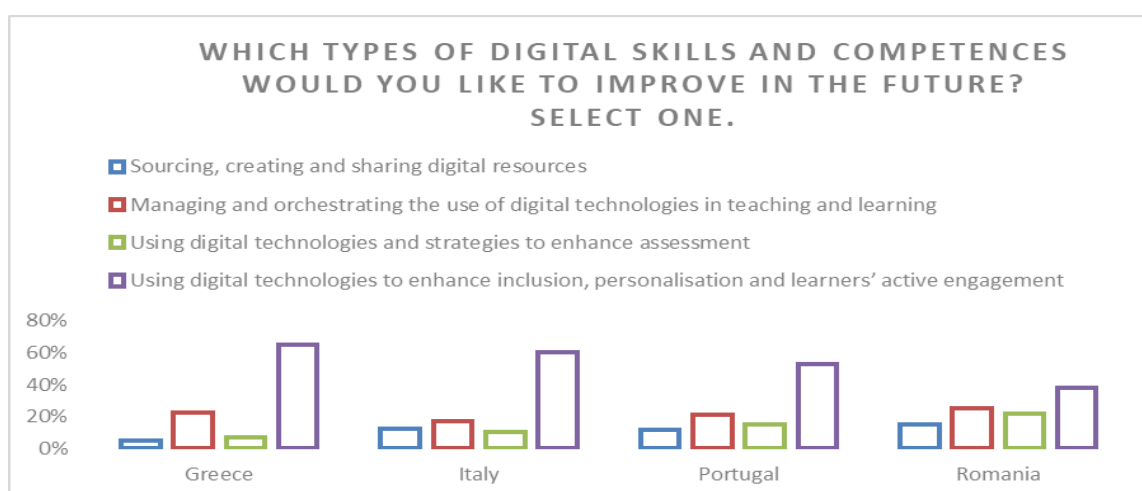 WHICH TYPES OF DIGITAL SKILLS AND COMPETENCES
WOULD YOU LIKE TO IMPROVE IN THE FUTURE?
SELECT ONE.
Sourcing, creating and sharing digital resources
Managing and orchestrating the use of digital technologies in teaching and learning
Using digital technologies and strategies to enhance assessment
Using digital technologies to enhance inclusion, personalisation and learners’ active engagement
80%
60%
40%
20%
0%
Greece Italy Portugal Romania